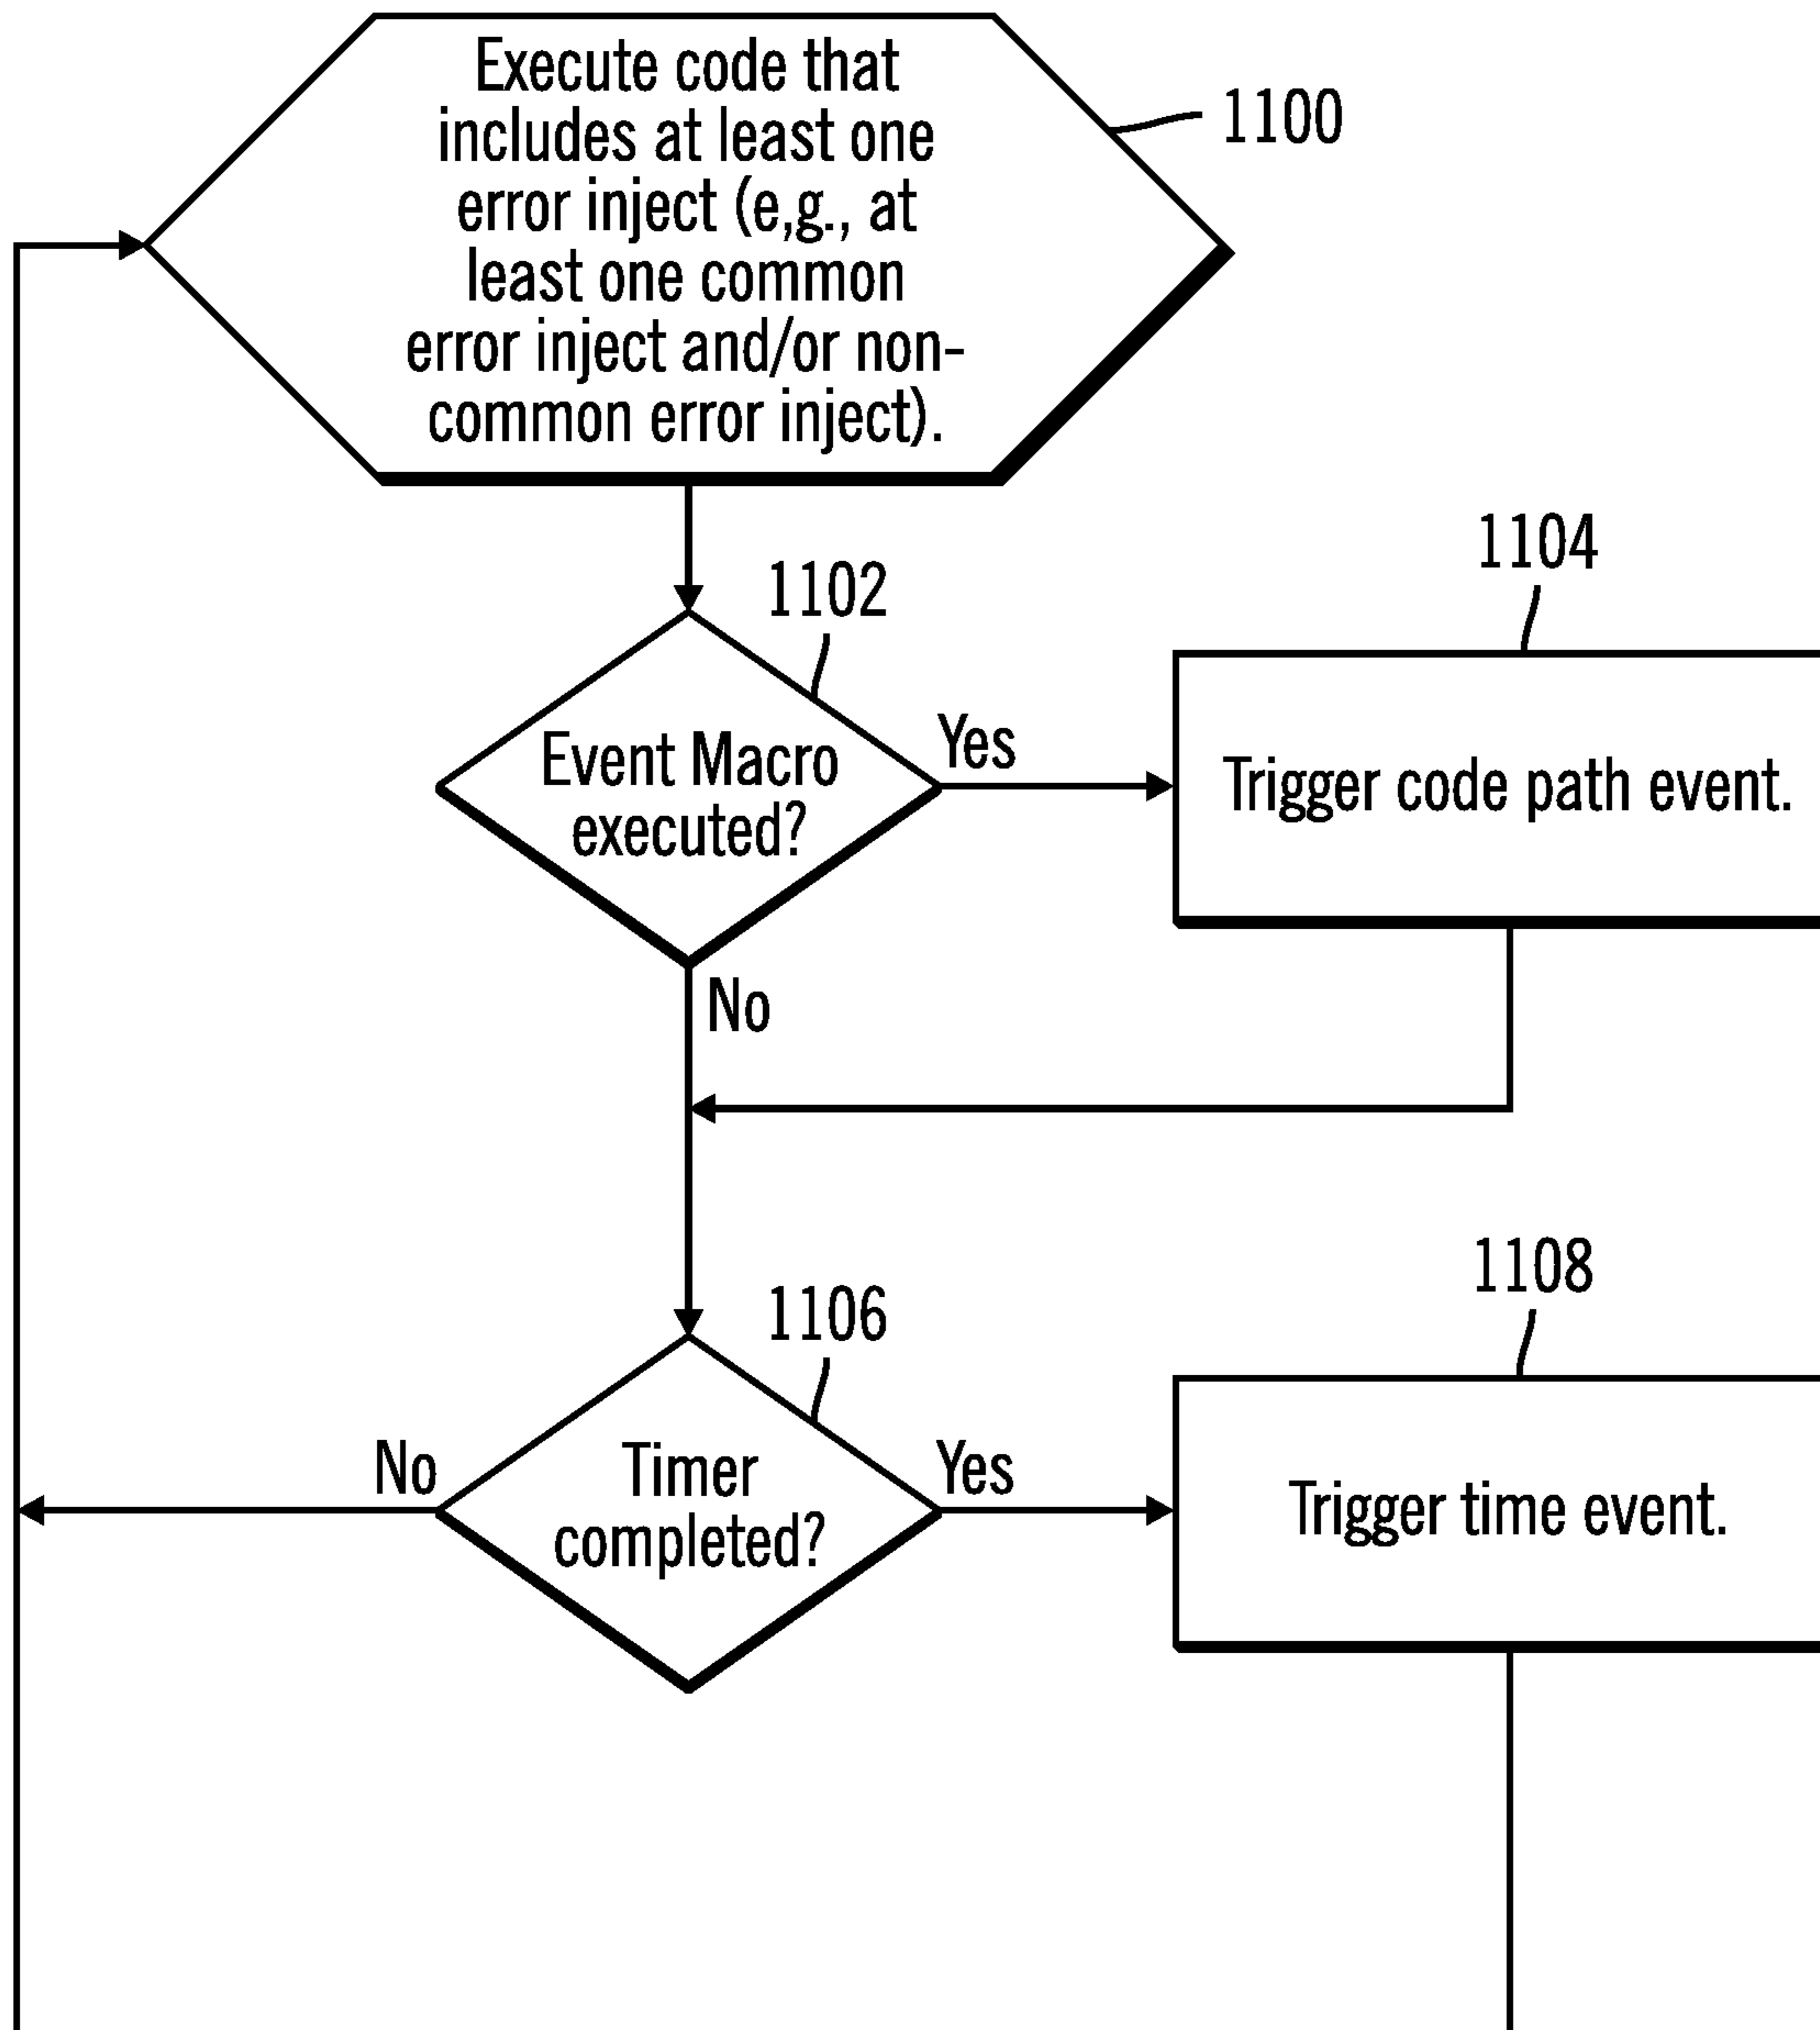 Execute code that
includes at least one
error inject (e,g., at
least one common
error inject and/or non-
common error inject).
1100
1102
Event Macro
executed?
Yes
No
1104
Trigger code path event.
1106
Timer
completed?
No
Yes
1108
Trigger time event.